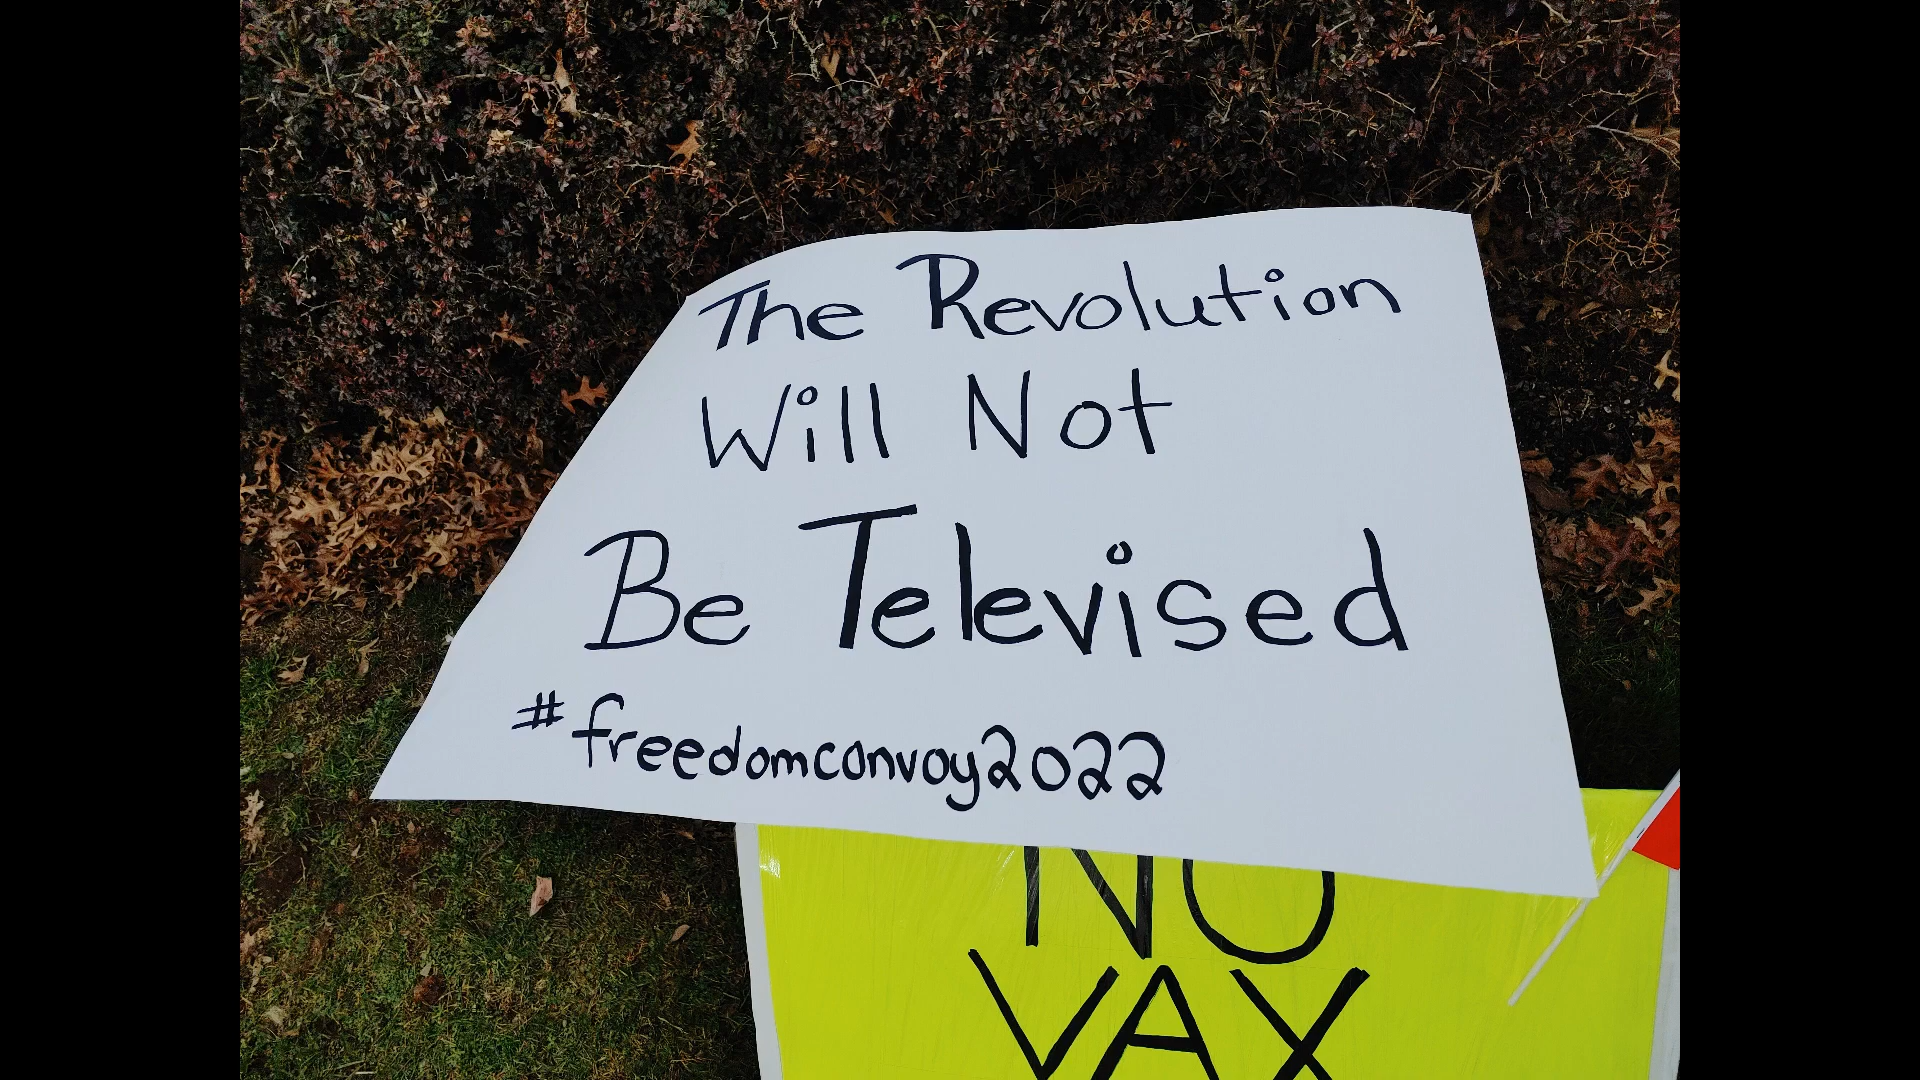 The Revolution
Will Not
Be Televised
#freedomconvoy2022
NO
VAX